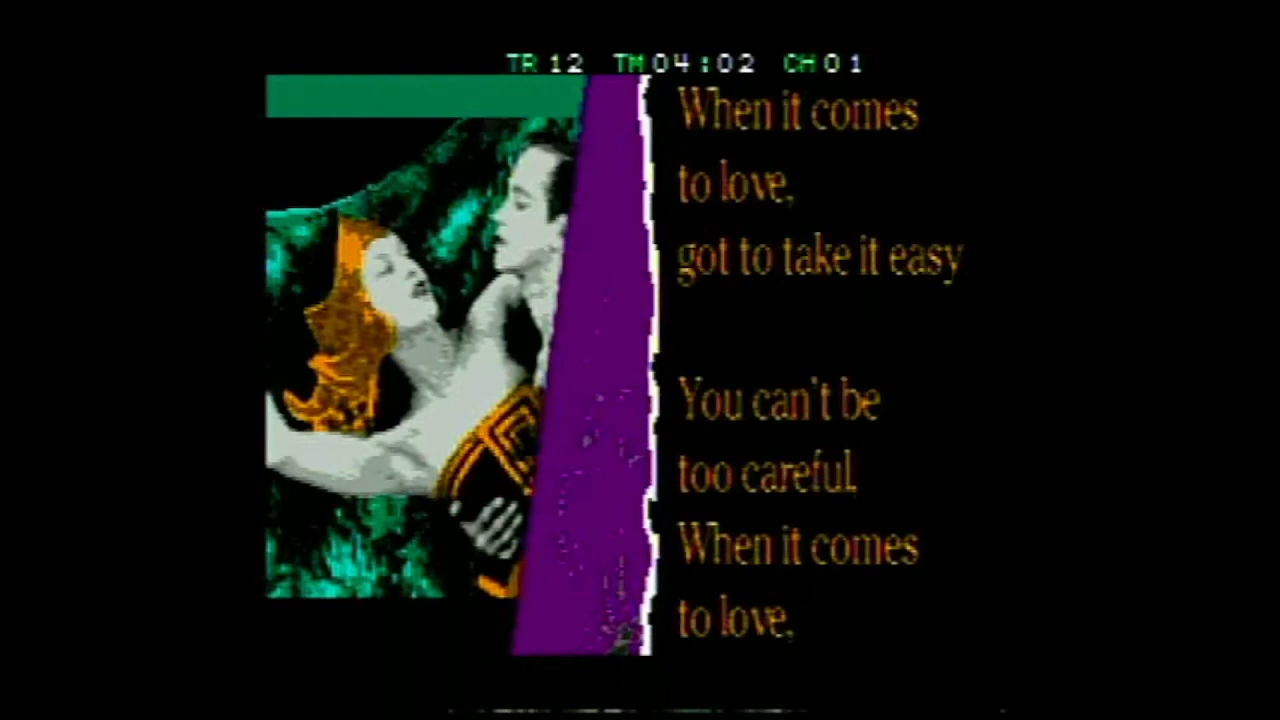 TR 12 TM 04:02 CH 01
When it comes
to love,
got to take it easy
You can't be
too careful.
When it comes
to love,